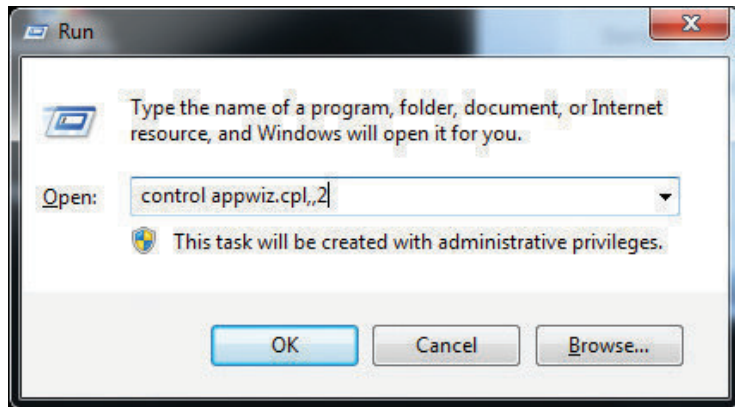 Run
Type the name of a program, folder, document, or Internet
resource, and Windows will open it for you.
Open: control appwiz.cpl,,2
This task will be created with administrative privileges.
OK Cancel Browse...